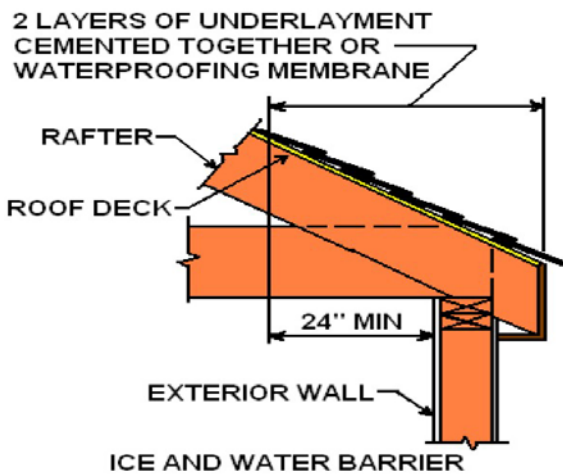 2 LAYERS OF UNDERLAYMENT
CEMENTED TOGETHER OR
WATERPROOFING MEMBRANE
RAFTER
ROOF DECK
24" MIN
EXTERIOR WALL
ICE AND WATER BARRIER